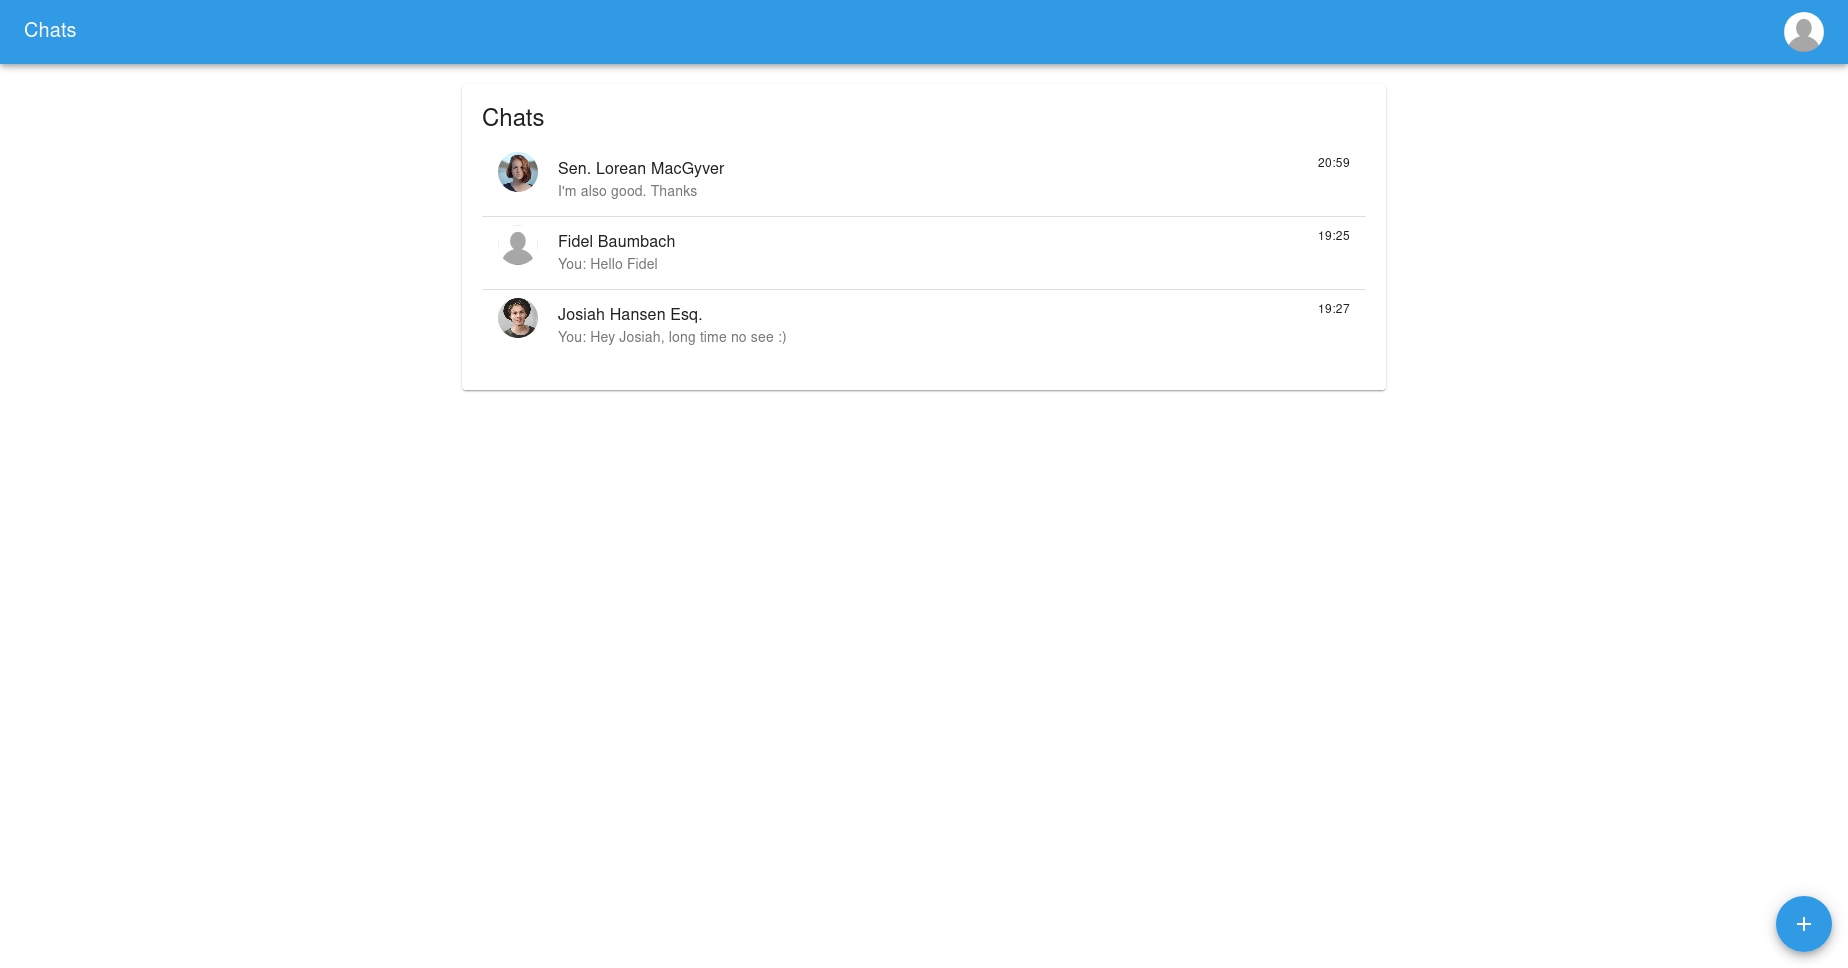 Chats
Chats
Sen. Lorean MacGyver
20:59
I'm also good. Thanks
Fidel Baumbach
19:25
You: Hello Fidel
Josiah Hansen Esq.
19:27
You: Hey Josiah, long time no see :)